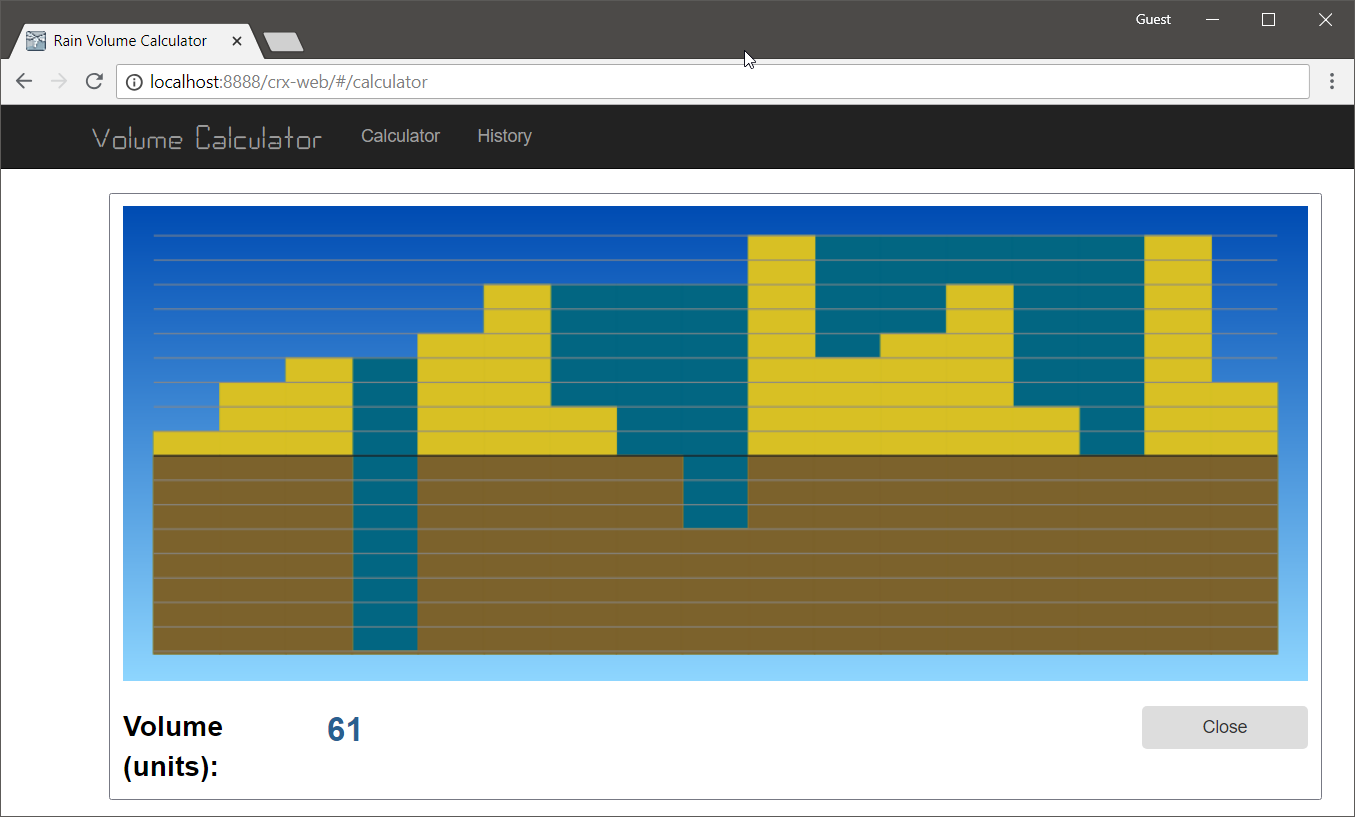 Guest
Rain Volume Calculator
localhost:8888/crx-web/#/calculator
Volume Calculator Calculator History
Volume (units): 61
Close